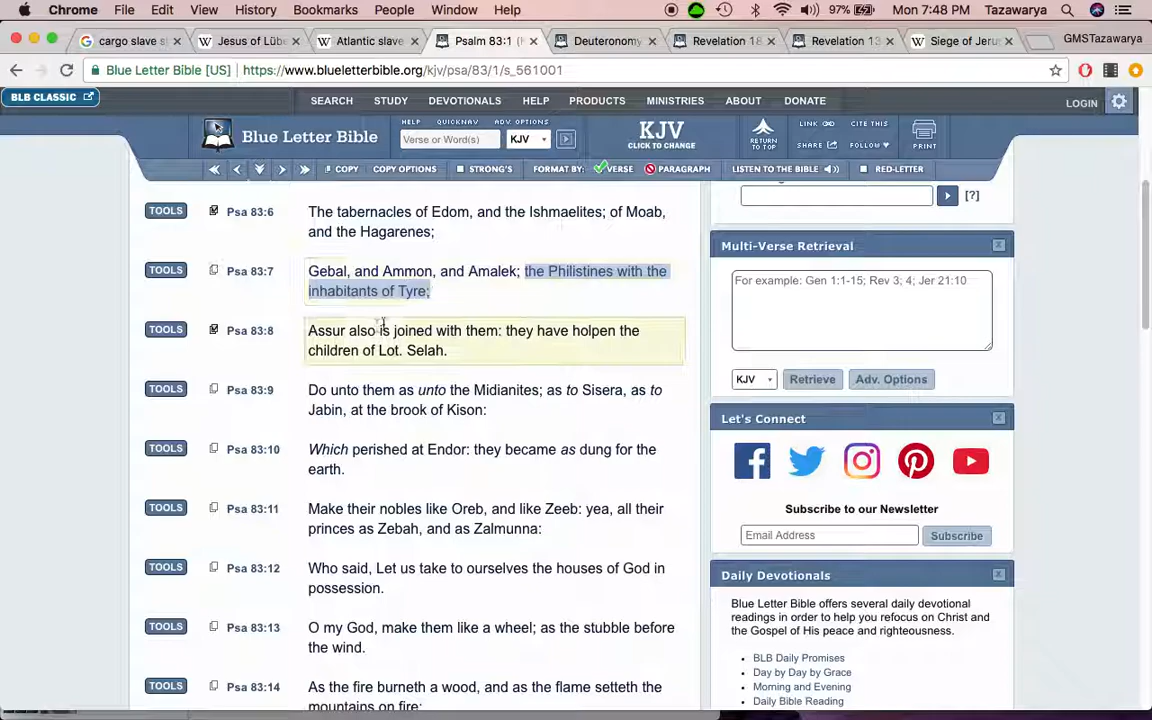 Chrome File Edit View History Bookmarks People Window Help 97% Mon 7:48 PM Tazawarya
cargo slave s Jesus of Lübe Atlantic slave Psalm 83:1 ( Deuteronomy Revelation 18 Revelation 13 Siege of Jerus GMSTazawarya
Blue Letter Bible [US] https://www.blueletterbible.org/kjv/psa/83/1/s_561001
BLB CLASSIC
SEARCH STUDY DEVOTIONALS HELP PRODUCTS MINISTRIES ABOUT DONATE LOGIN
Blue Letter Bible
HELP QUICKNAV ADV. OPTIONS
Verse or Word(s) KJV
KJV
CLICK TO CHANGE
RETURN
TO TOP
LINK CITE THIS
SHARE FOLLOW PRINT
COPY COPY OPTIONS STRONG'S FORMAT BY: VERSE PARAGRAPH LISTEN TO THE BIBLE RED-LETTER
TOOLS Psa 83:6 The tabernacles of Edom, and the Ishmaelites; of Moab,
and the Hagarenes;
TOOLS Psa 83:7 Gebal, and Ammon, and Amalek; the Philistines with the
inhabitants of Tyre;
TOOLS Psa 83:8 Assur also is joined with them: they have holpen the
children of Lot. Selah.
TOOLS Psa 83:9 Do unto them as unto the Midianites; as to Sisera, as to
Jabin, at the brook of Kison:
TOOLS Psa 83:10 Which perished at Endor: they became as dung for the
earth.
TOOLS Psa 83:11 Make their nobles like Oreb, and like Zeeb: yea, all their
princes as Zebah, and as Zalmunna:
TOOLS Psa 83:12 Who said, Let us take to ourselves the houses of God in
possession.
TOOLS Psa 83:13 O my God, make them like a wheel; as the stubble before
the wind.
TOOLS Psa 83:14 As the fire burneth a wood, and as the flame setteth the
mountains on fire;
[?]
Multi-Verse Retrieval
For example: Gen 1:1-15; Rev 3; 4; Jer 21:10
KJV Retrieve Adv. Options
Let's Connect
Subscribe to our Newsletter
Email Address Subscribe
Daily Devotionals
Blue Letter Bible offers several daily devotional
readings in order to help you refocus on Christ and
the Gospel of His peace and righteousness.
BLB Daily Promises
Day by Day by Grace
Morning and Evening
Daily Bible Reading